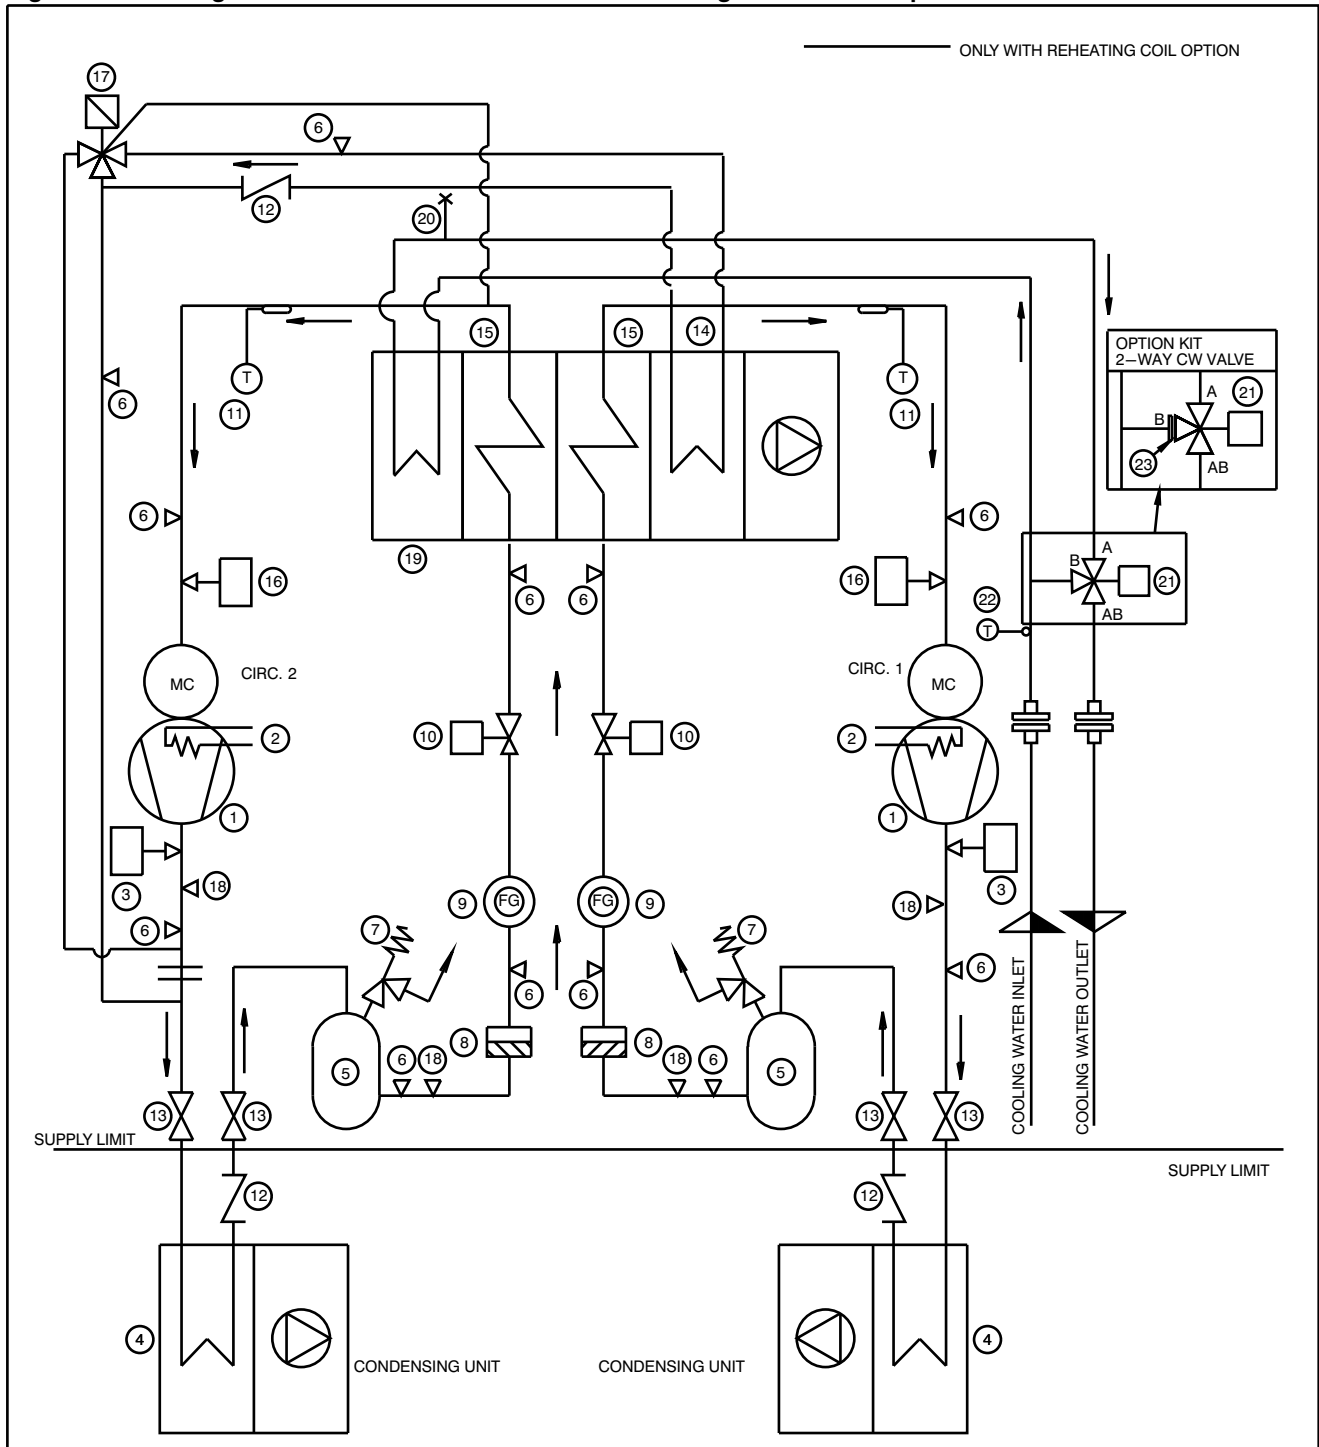 ONLY WITH REHEATING COIL OPTION
17
6
12
20
15
15
14
OPTION KIT
2–WAY CW VALVE
A
21
B
23
AB
6
T
11
T
11
6
16
19
6
6
16
6
22
T
A
B
21
AB
MC
CIRC. 2
CIRC. 1
MC
2
10
10
2
1
1
3
18
6
9
FG
FG
9
18
3
7
7
6
6
6
6
8
8
5
6
18
18
6
5
13
13
13
13
COOLING WATER INLET
COOLING WATER OUTLET
SUPPLY LIMIT
SUPPLY LIMIT
12
12
4
CONDENSING UNIT
CONDENSING UNIT
4